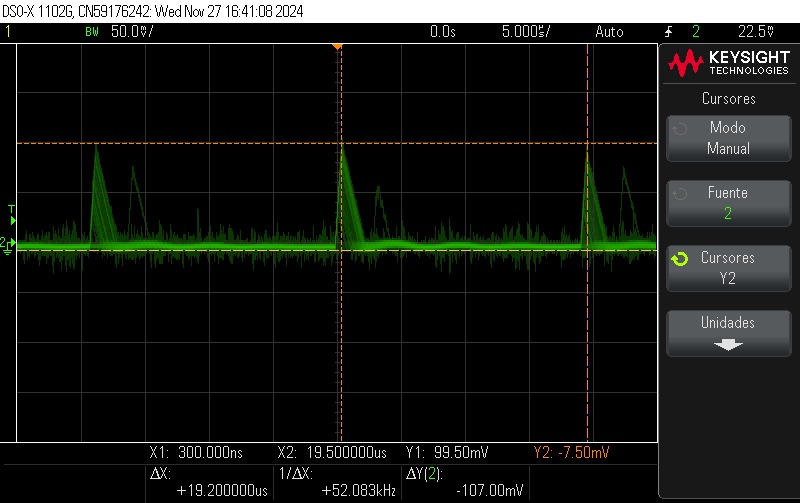 DSO-X 1102G, CN59176242: Wed Nov 27 16:41:08 2024
1 BW 50.0V/ 0.0s 5.000s/ Auto 2 22.5V
KEYSIGHT
TECHNOLOGIES
Cursores
Modo
Manual
Fuente
2
Cursores
Y2
Unidades
T
2
X1: 300.000ns X2: 19.500000us Y1: 99.50mV Y2: -7.50mV
ΔX: 1/ΔX: ΔY(2):
+19.200000us +52.083kHz -107.00mV